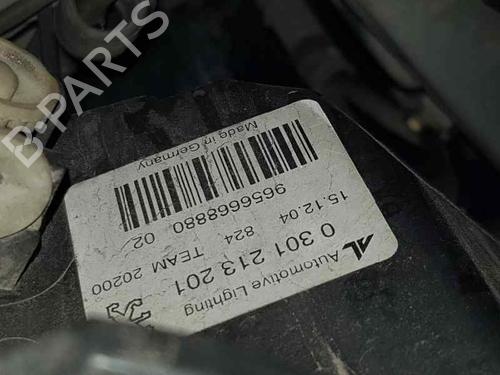 B-PARTS
AL Automotive Lighting
0 301 213 201
15.12.04 824 TEAM 20200
9656668880 02
Made in Germany